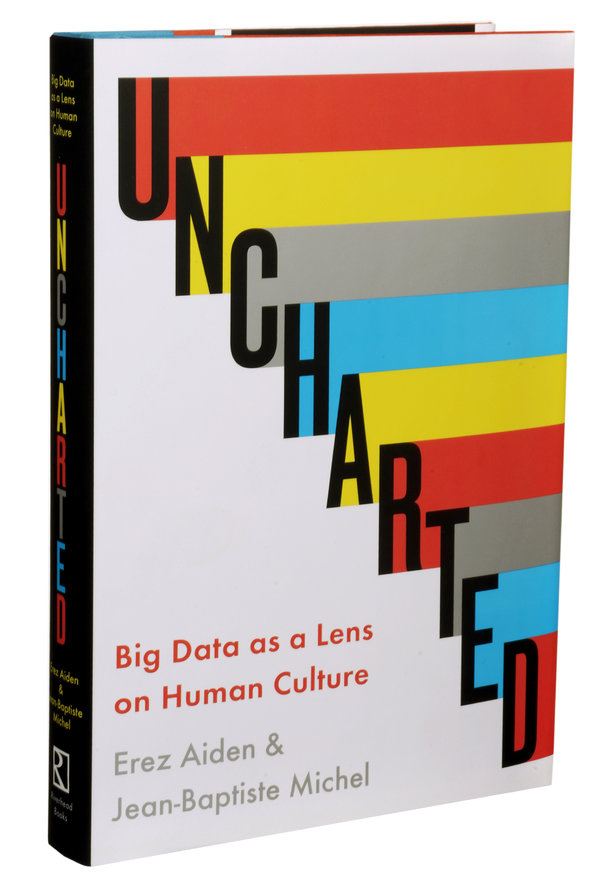 Big Data
as a Lens
on Human
Culture
UNCHARTED
Erez Aiden
&
Jean-Baptiste
Michel
R
Riverhead
Books
UNCHARTED
Big Data as a Lens
on Human Culture
Erez Aiden &
Jean-Baptiste Michel